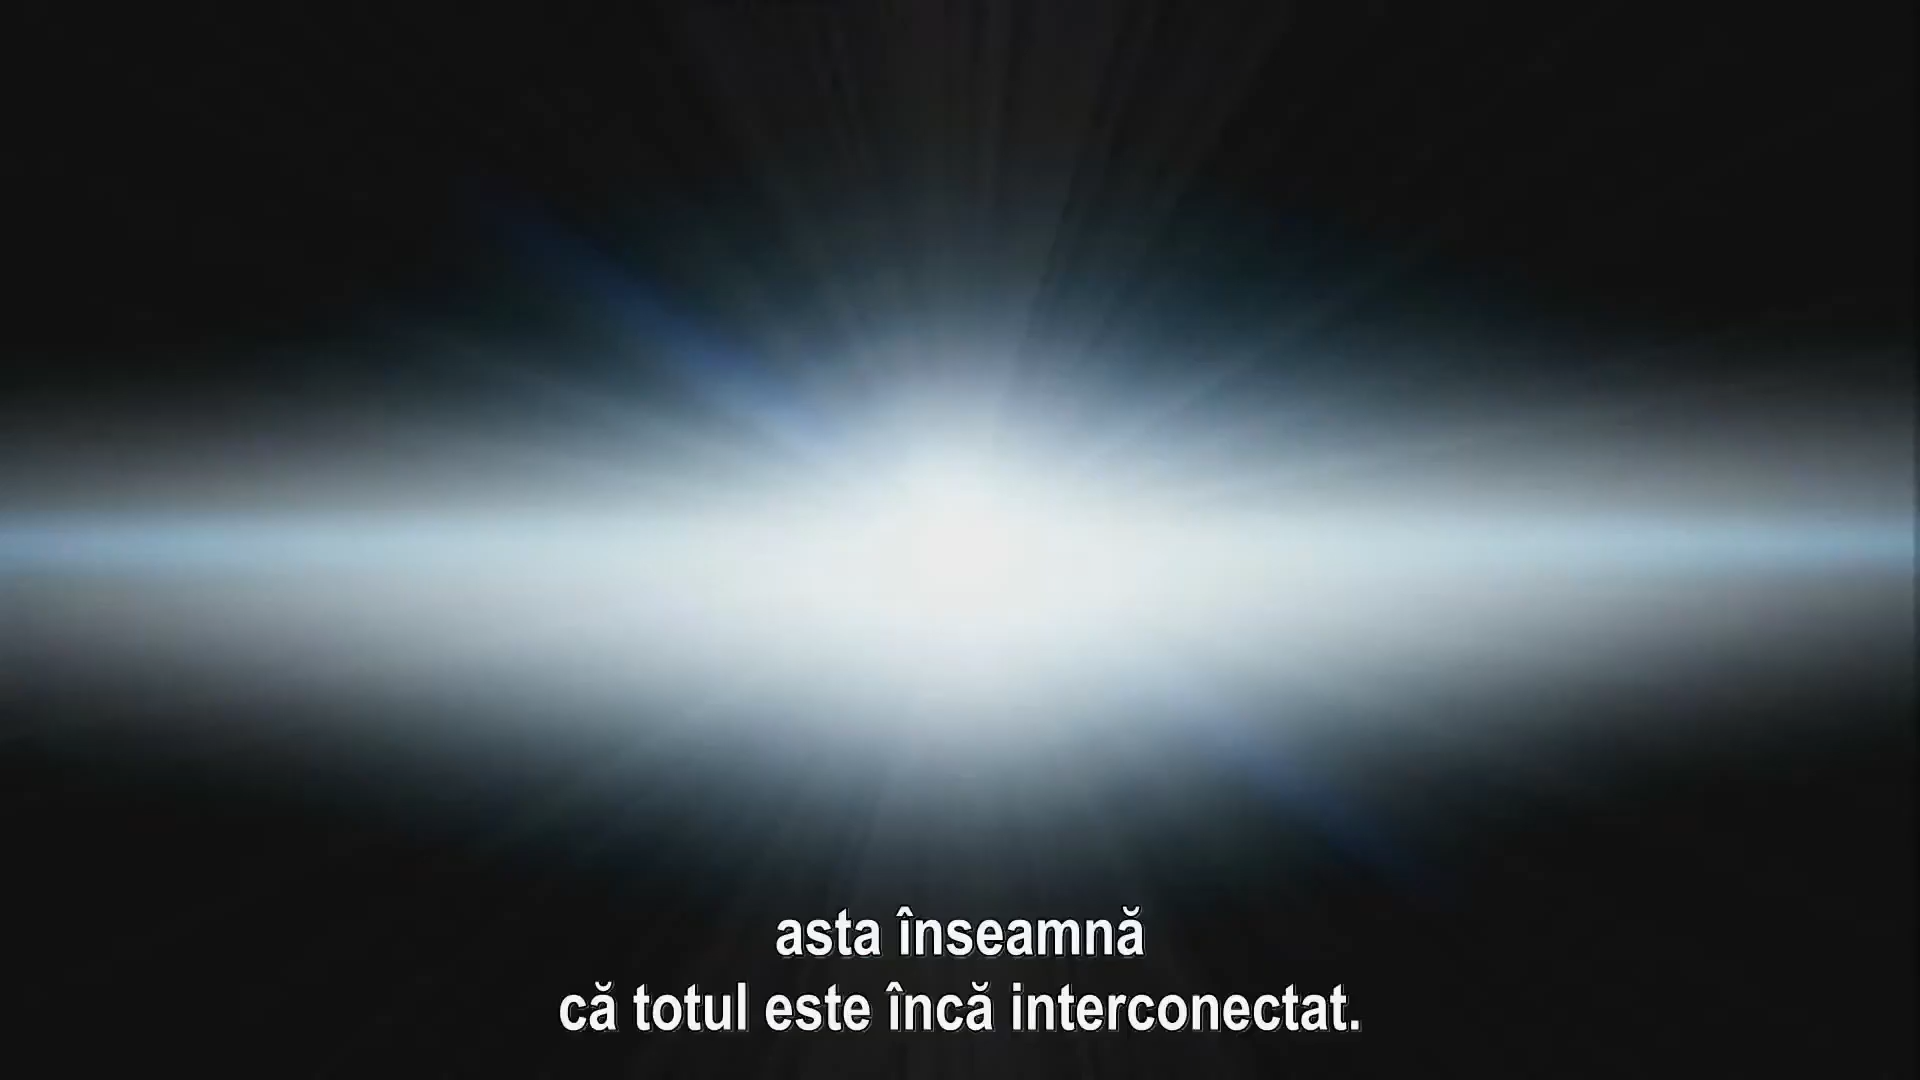 asta înseamnă
că totul este încă interconectat.